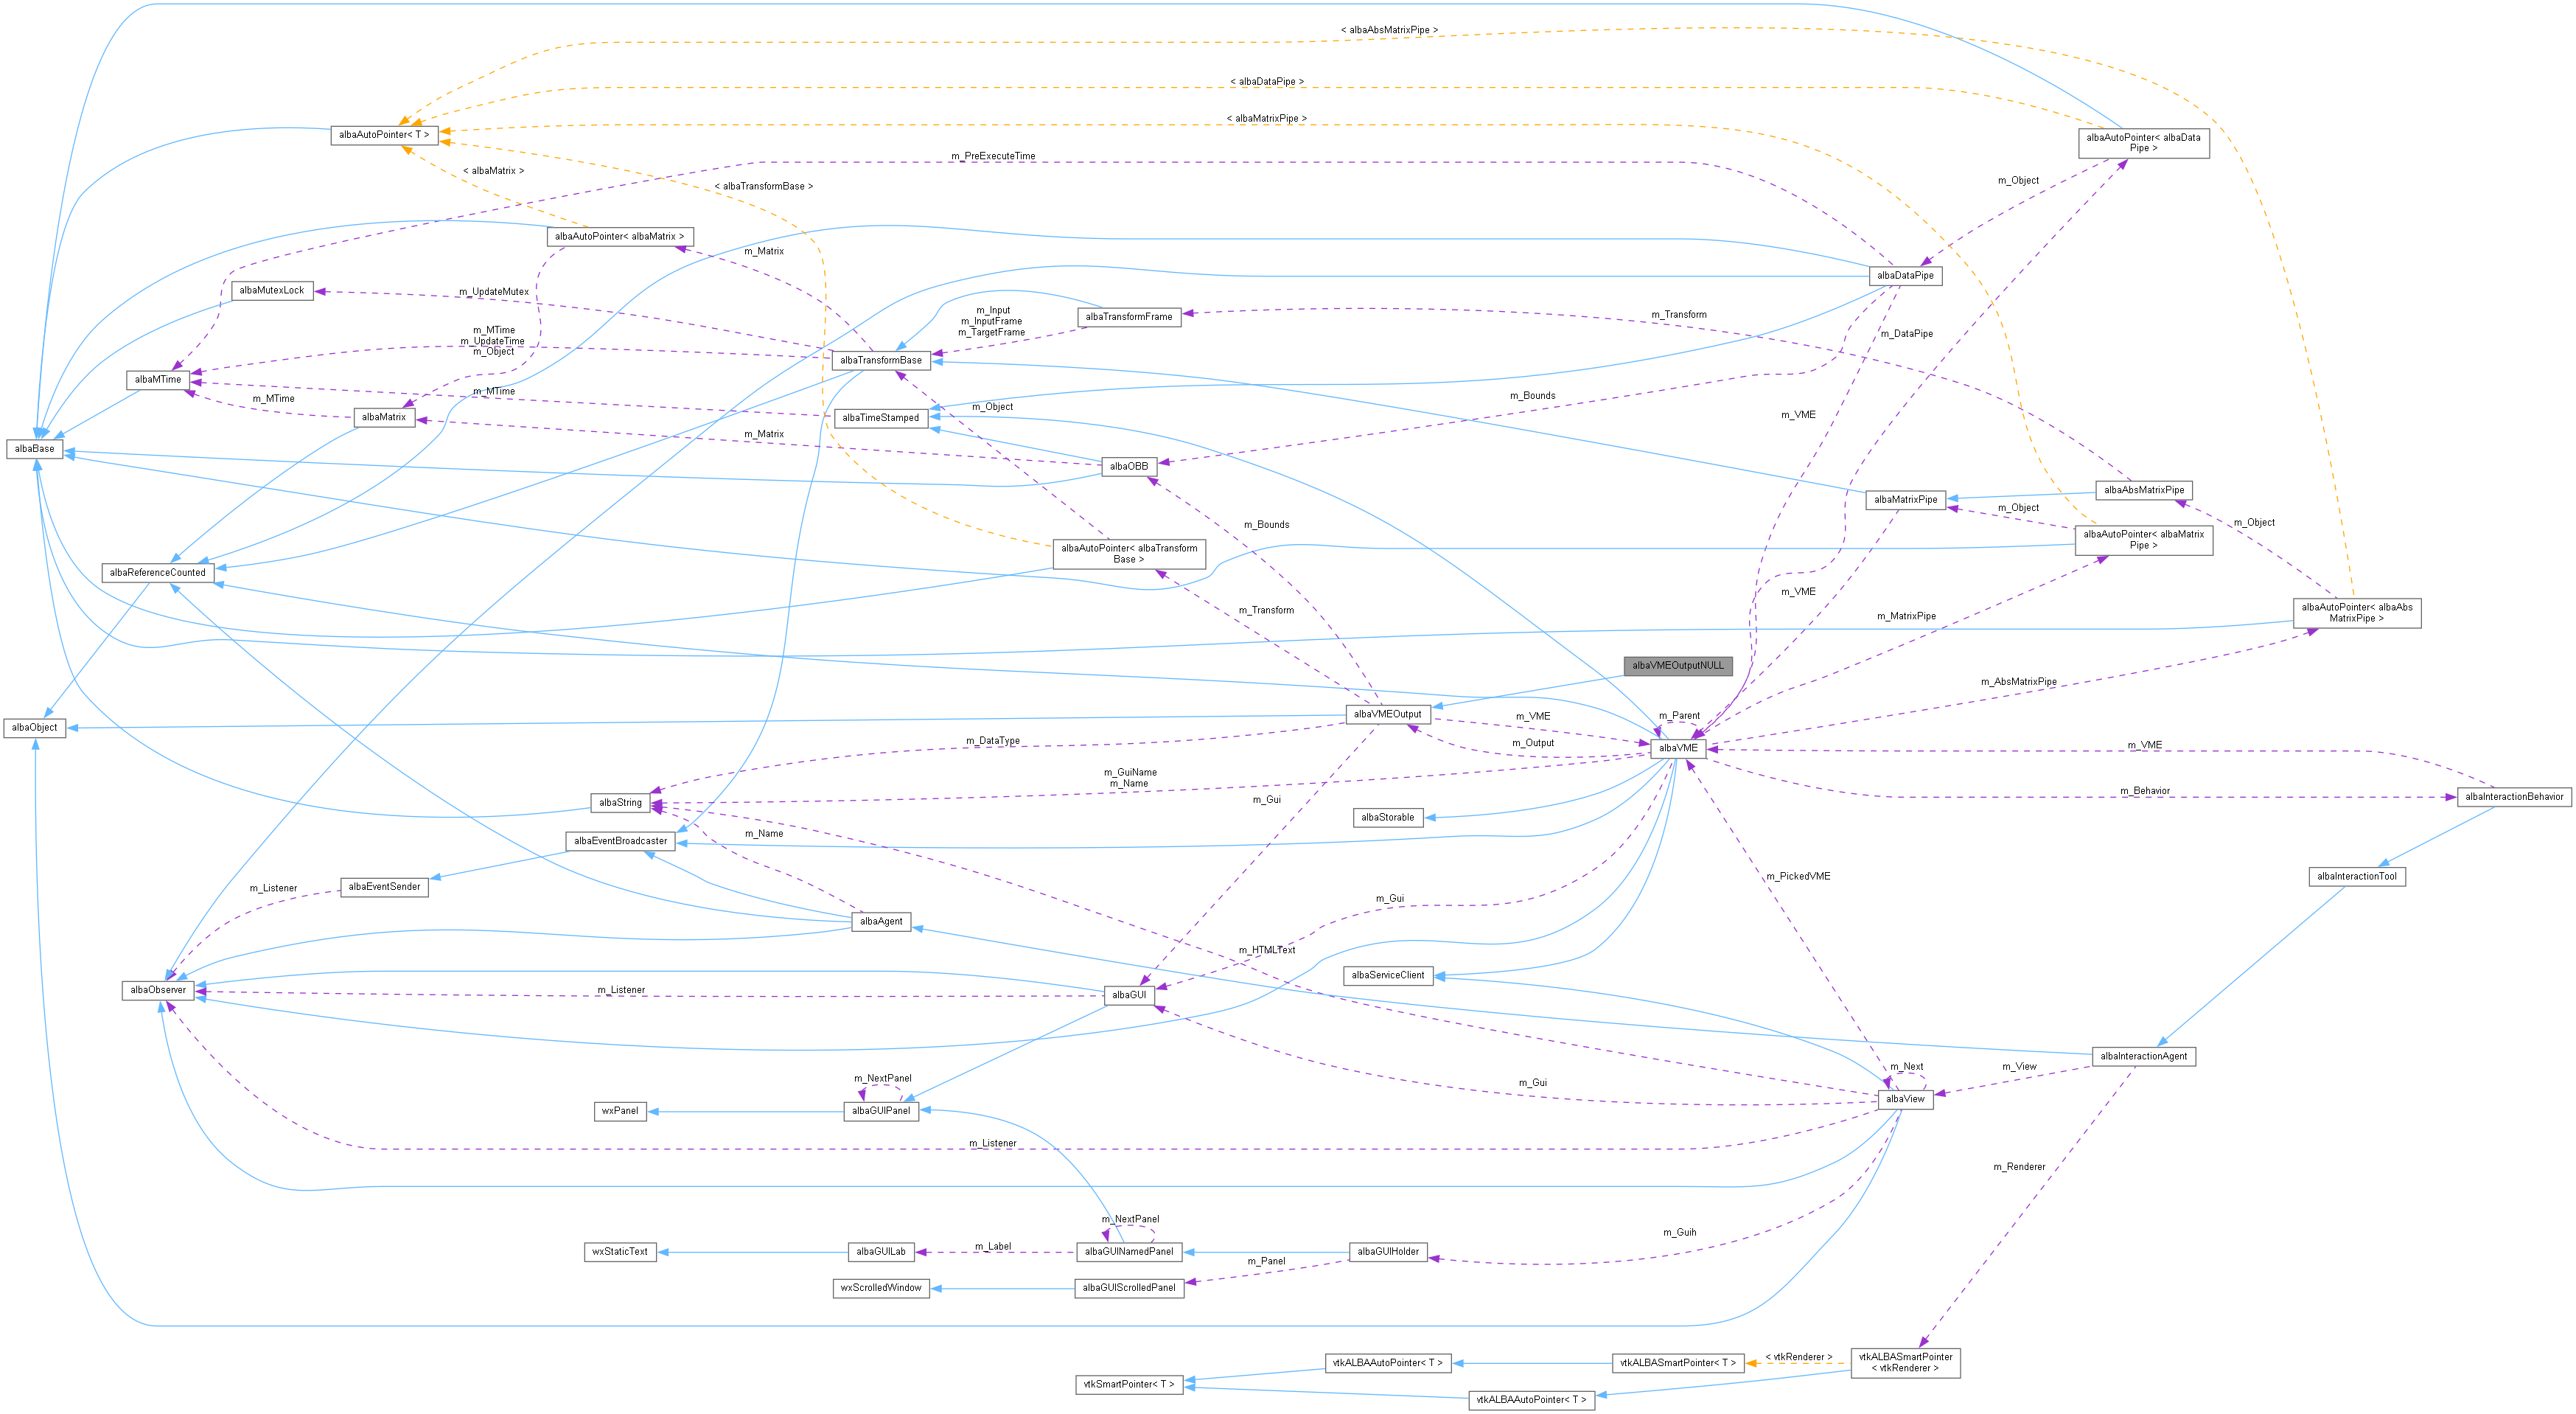 < albaAbsMatrixPipe >
< albaDataPipe >
< albaMatrixPipe >
albaAutoPointer< T >
albaAutoPointer< albaData
Pipe >
m_PreExecuteTime
< albaMatrix >
< albaTransformBase >
m_Object
albaAutoPointer< albaMatrix >
m_Matrix
albaDataPipe
albaMutexLock
m_UpdateMutex
m_Input
m_InputFrame
m_TargetFrame
albaTransformFrame
m_Transform
m_MTime
m_UpdateTime
m_Object
albaTransformBase
m_DataPipe
albaMTime
m_MTime
m_MTime
m_Bounds
albaMatrix
albaTimeStamped
m_Object
m_VME
albaBase
m_Matrix
albaOBB
albaMatrixPipe
albaAbsMatrixPipe
m_Object
m_Object
m_Bounds
albaAutoPointer< albaTransform
Base >
albaAutoPointer< albaMatrix
Pipe >
albaReferenceCounted
m_VME
m_Transform
m_MatrixPipe
albaAutoPointer< albaAbs
MatrixPipe >
albaVMEOutputNULL
m_AbsMatrixPipe
albaObject
albaVMEOutput
m_VME
m_Parent
m_DataType
m_Output
albaVME
m_VME
m_GuiName
m_Name
m_Behavior
albaInteractionBehavior
albaString
m_Gui
albaStorable
m_Name
albaEventBroadcaster
albaEventSender
m_Listener
m_PickedVME
albaInteractionTool
m_Gui
albaAgent
m_HTMLText
albaServiceClient
albaObserver
m_Listener
albaGUI
albaInteractionAgent
m_Next
m_View
m_NextPanel
m_Gui
albaView
wxPanel
albaGUIPanel
m_Listener
m_Renderer
m_NextPanel
m_Guih
wxStaticText
albaGUILab
m_Label
albaGUINamedPanel
albaGUIHolder
m_Panel
wxScrolledWindow
albaGUIScrolledPanel
vtkALBAAutoPointer< T >
vtkALBASmartPointer< T >
< vtkRenderer >
vtkALBASmartPointer
< vtkRenderer >
vtkSmartPointer< T >
vtkALBAAutoPointer< T >